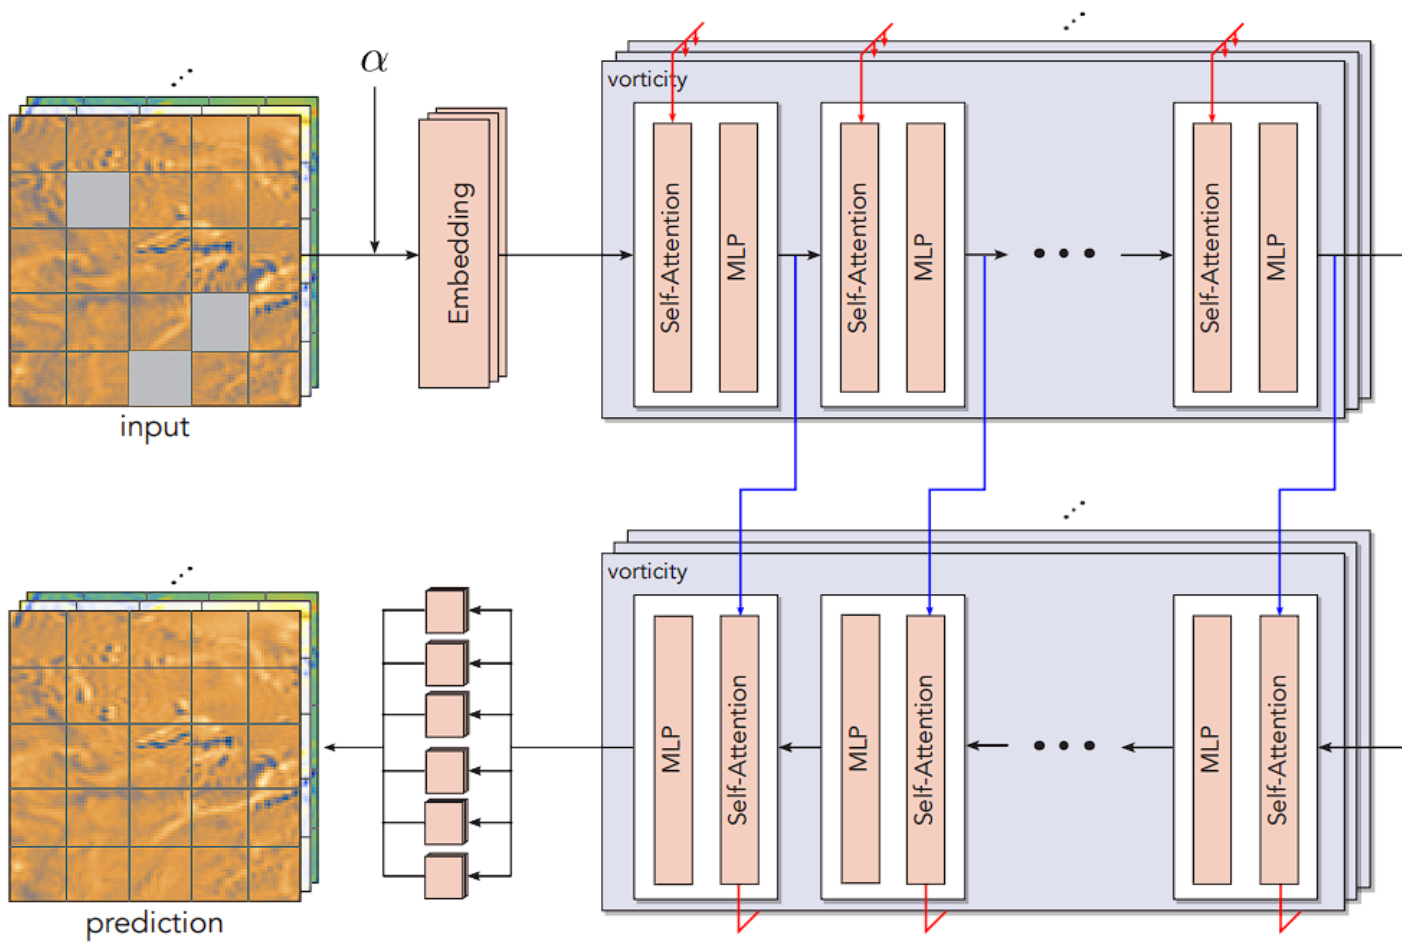 α
vorticity
Embedding
Self-Attention
MLP
Self-Attention
MLP
Self-Attention
MLP
input
vorticity
MLP
Self-Attention
MLP
Self-Attention
MLP
Self-Attention
prediction